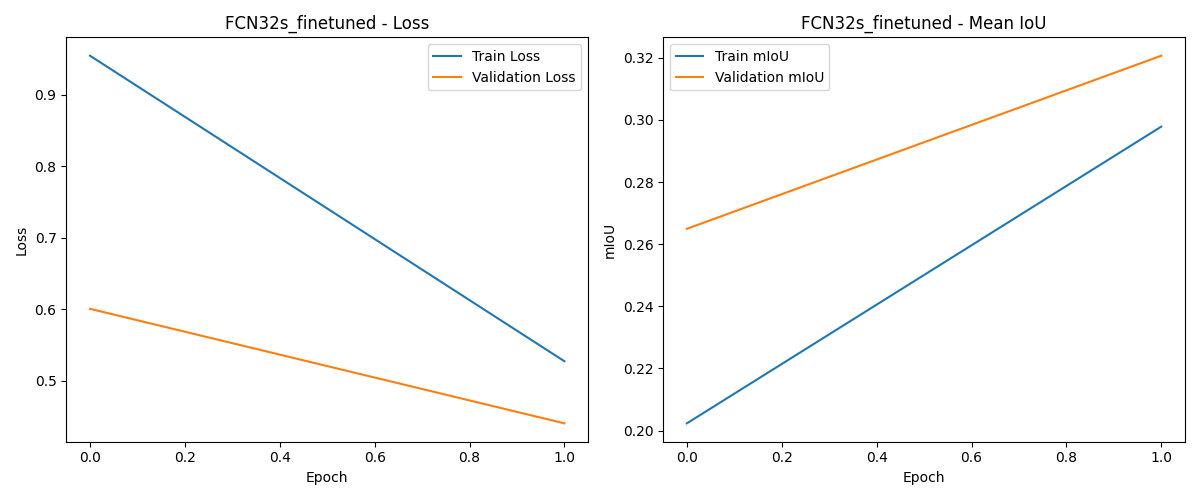 FCN32s_finetuned - Loss
Train Loss
Validation Loss
0.9
0.8
0.7
0.6
0.5
Loss
0.0 0.2 0.4 0.6 0.8 1.0
Epoch
FCN32s_finetuned - Mean IoU
Train mIoU
Validation mIoU
0.32
0.30
0.28
0.26
0.24
0.22
0.20
mIoU
0.0 0.2 0.4 0.6 0.8 1.0
Epoch